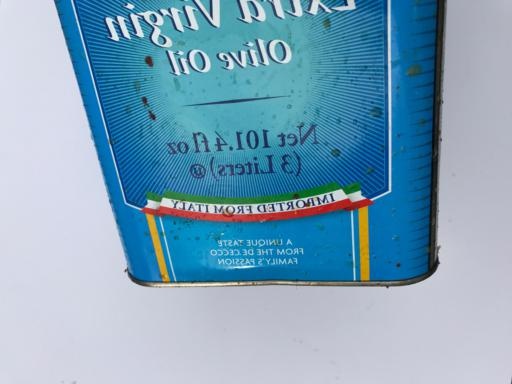 Extra Virgin
Olive Oil
Net 101.4 fl oz
(3 Liters) U
IMPORTED FROM ITALY
A UNIQUE TASTE
FROM THE DE CECCO
FAMILY'S PASSION